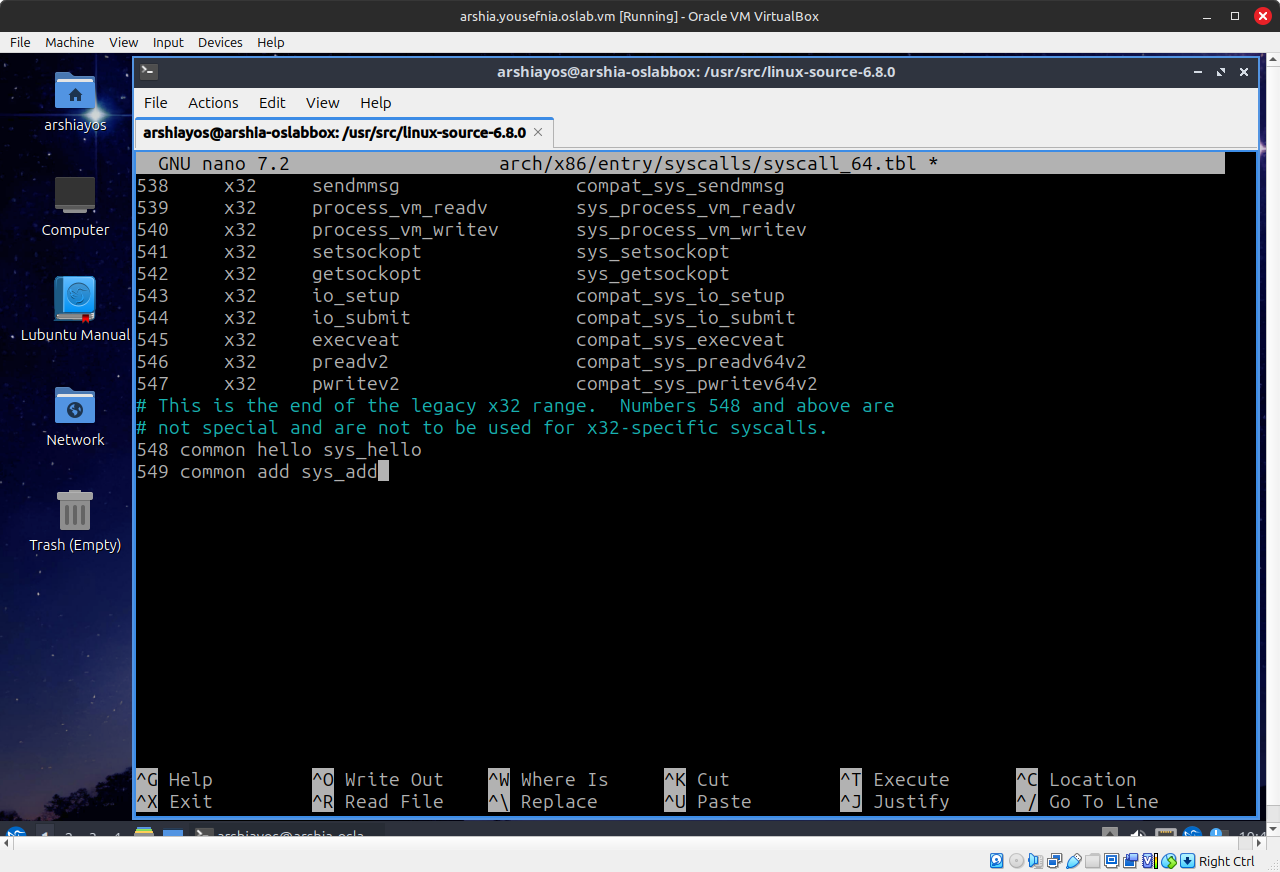 arshia.yousefnia.oslab.vm [Running] - Oracle VM VirtualBox
File Machine View Input Devices Help
arshiayos@arshia-oslabbox: /usr/src/linux-source-6.8.0
File Actions Edit View Help
arshiayos@arshia-oslabbox: /usr/src/linux-source-6.8.0
GNU nano 7.2 arch/x86/entry/syscalls/syscall_64.tbl *
538 x32 sendmmsg compat_sys_sendmmsg
539 x32 process_vm_readv sys_process_vm_readv
540 x32 process_vm_writev sys_process_vm_writev
541 x32 setsockopt sys_setsockopt
542 x32 getsockopt sys_getsockopt
543 x32 io_setup compat_sys_io_setup
544 x32 io_submit compat_sys_io_submit
545 x32 execveat compat_sys_execveat
546 x32 preadv2 compat_sys_preadv64v2
547 x32 pwritev2 compat_sys_pwritev64v2
# This is the end of the legacy x32 range.  Numbers 548 and above are
# not special and are not to be used for x32-specific syscalls.
548 common hello sys_hello
549 common add sys_add
^G Help ^O Write Out ^W Where Is ^K Cut ^T Execute ^C Location
^X Exit ^R Read File ^\ Replace ^U Paste ^J Justify ^/ Go To Line
arshiayos
Computer
Lubuntu Manual
Network
Trash (Empty)
1 2 3 4 arshiayos@arshia-osla
Right Ctrl